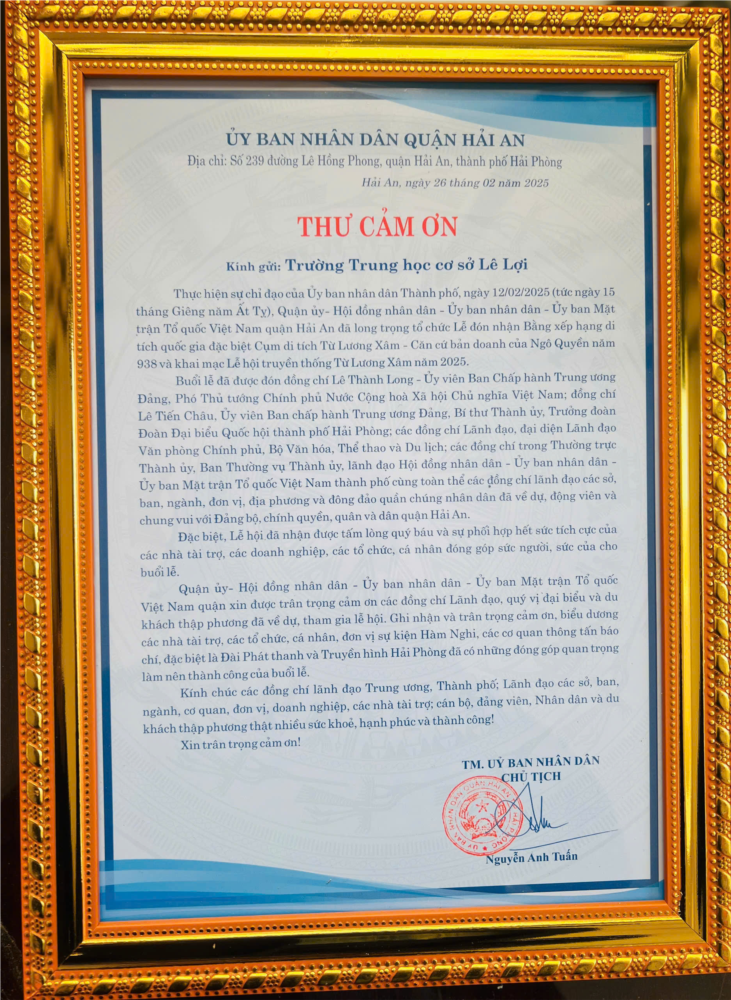 ỦY BAN NHÂN DÂN QUẬN HẢI AN
Địa chỉ: Số 239 đường Lê Hồng Phong, quận Hải An, thành phố Hải Phòng
Hải An, ngày 26 tháng 02 năm 2025
THƯ CẢM ƠN
Kính gửi: Trường Trung học cơ sở Lê Lợi
Thực hiện sự chỉ đạo của Ủy ban nhân dân Thành phố, ngày 12/02/2025 (tức ngày 15
tháng Giêng năm Ất Tỵ), Quận ủy- Hội đồng nhân dân - Ủy ban nhân dân - Ủy ban Mặt
trận Tổ quốc Việt Nam quận Hải An đã long trọng tổ chức Lễ đón nhận Bằng xếp hạng di
tích quốc gia đặc biệt Cụm di tích Từ Lương Xâm - Căn cứ bản doanh của Ngô Quyền năm
938 và khai mạc Lễ hội truyền thống Từ Lương Xâm năm 2025.
Buổi lễ đã được đón đồng chí Lê Thành Long - Ủy viên Ban Chấp hành Trung ương
Đảng, Phó Thủ tướng Chính phủ Nước Cộng hoà Xã hội Chủ nghĩa Việt Nam; đồng chí
Lê Tiến Châu, Ủy viên Ban chấp hành Trung ương Đảng, Bí thư Thành ủy, Trưởng đoàn
Đoàn Đại biểu Quốc hội thành phố Hải Phòng; các đồng chí Lãnh đạo, đại diện Lãnh đạo
Văn phòng Chính phủ, Bộ Văn hóa, Thể thao và Du lịch; các đồng chí trong Thường trực
Thành ủy, Ban Thường vụ Thành ủy, lãnh đạo Hội đồng nhân dân - Ủy ban nhân dân -
Ủy ban Mặt trận Tổ quốc Việt Nam thành phố cùng toàn thể các đồng chí lãnh đạo các sở,
ban, ngành, đơn vị, địa phương và đông đảo quần chúng nhân dân đã về dự, động viên và
chung vui với Đảng bộ, chính quyền, quân và dân quận Hải An.
Đặc biệt, Lễ hội đã nhận được tấm lòng quý báu và sự phối hợp hết sức tích cực của
các nhà tài trợ, các doanh nghiệp, các tổ chức, cá nhân đóng góp sức người, sức của cho
buổi lễ.
Quận ủy- Hội đồng nhân dân - Ủy ban nhân dân - Ủy ban Mặt trận Tổ quốc
Việt Nam quận xin được trân trọng cảm ơn các đồng chí Lãnh đạo, quý vị đại biểu và du
khách thập phương đã về dự, tham gia lễ hội. Ghi nhận và trân trọng cảm ơn, biểu dương
các nhà tài trợ, các tổ chức, cá nhân, đơn vị sự kiện Hàm Nghi, các cơ quan thông tấn báo
chí, đặc biệt là Đài Phát thanh và Truyền hình Hải Phòng đã có những đóng góp quan trọng
làm nên thành công của buổi lễ.
Kính chúc các đồng chí lãnh đạo Trung ương, Thành phố; Lãnh đạo các sở, ban,
ngành, cơ quan, đơn vị, doanh nghiệp, các nhà tài trợ; cán bộ, đảng viên, Nhân dân và du
khách thập phương thật nhiều sức khoẻ, hạnh phúc và thành công!
Xin trân trọng cảm ơn!
TM. UỶ BAN NHÂN DÂN
CHỦ TỊCH
ỦY BAN NHÂN DÂN QUẬN HẢI AN
Nguyễn Anh Tuấn